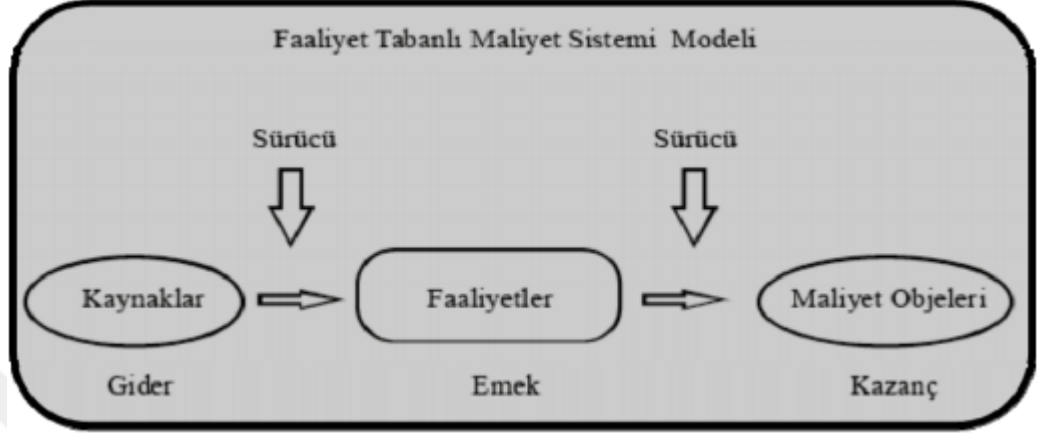 Faaliyet Tabanlı Maliyet Sistemi Modeli
Sürücü Sürücü
Kaynaklar Faaliyetler Maliyet Objeleri
Gider Emek Kazanç